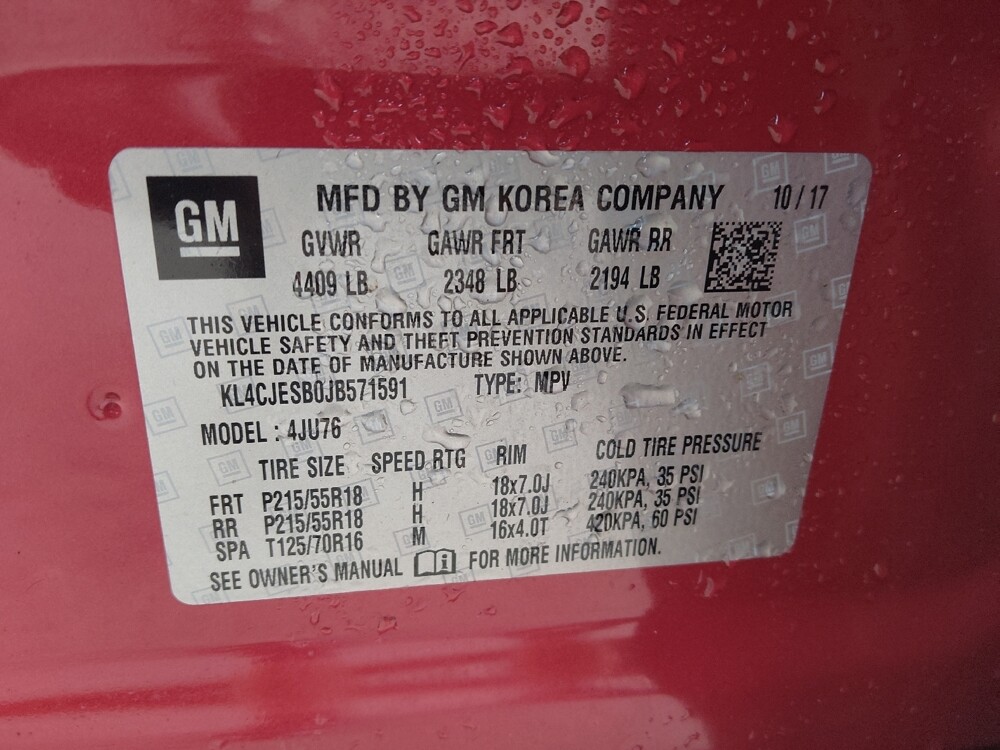 GM
MFD BY GM KOREA COMPANY 10 / 17
GVWR GAWR FRT GAWR RR
4409 LB 2348 LB 2194 LB
THIS VEHICLE CONFORMS TO ALL APPLICABLE U.S. FEDERAL MOTOR
VEHICLE SAFETY AND THEFT PREVENTION STANDARDS IN EFFECT
ON THE DATE OF MANUFACTURE SHOWN ABOVE.
KL4CJESB0JB571591 TYPE: MPV
MODEL : 4JU76
TIRE SIZE SPEED RTG RIM COLD TIRE PRESSURE
FRT P215/55R18 H 18x7.0J 240KPA, 35 PSI
RR P215/55R18 H 18x7.0J 240KPA, 35 PSI
SPA T125/70R16 M 16x4.0T 420KPA, 60 PSI
SEE OWNER'S MANUAL i FOR MORE INFORMATION.